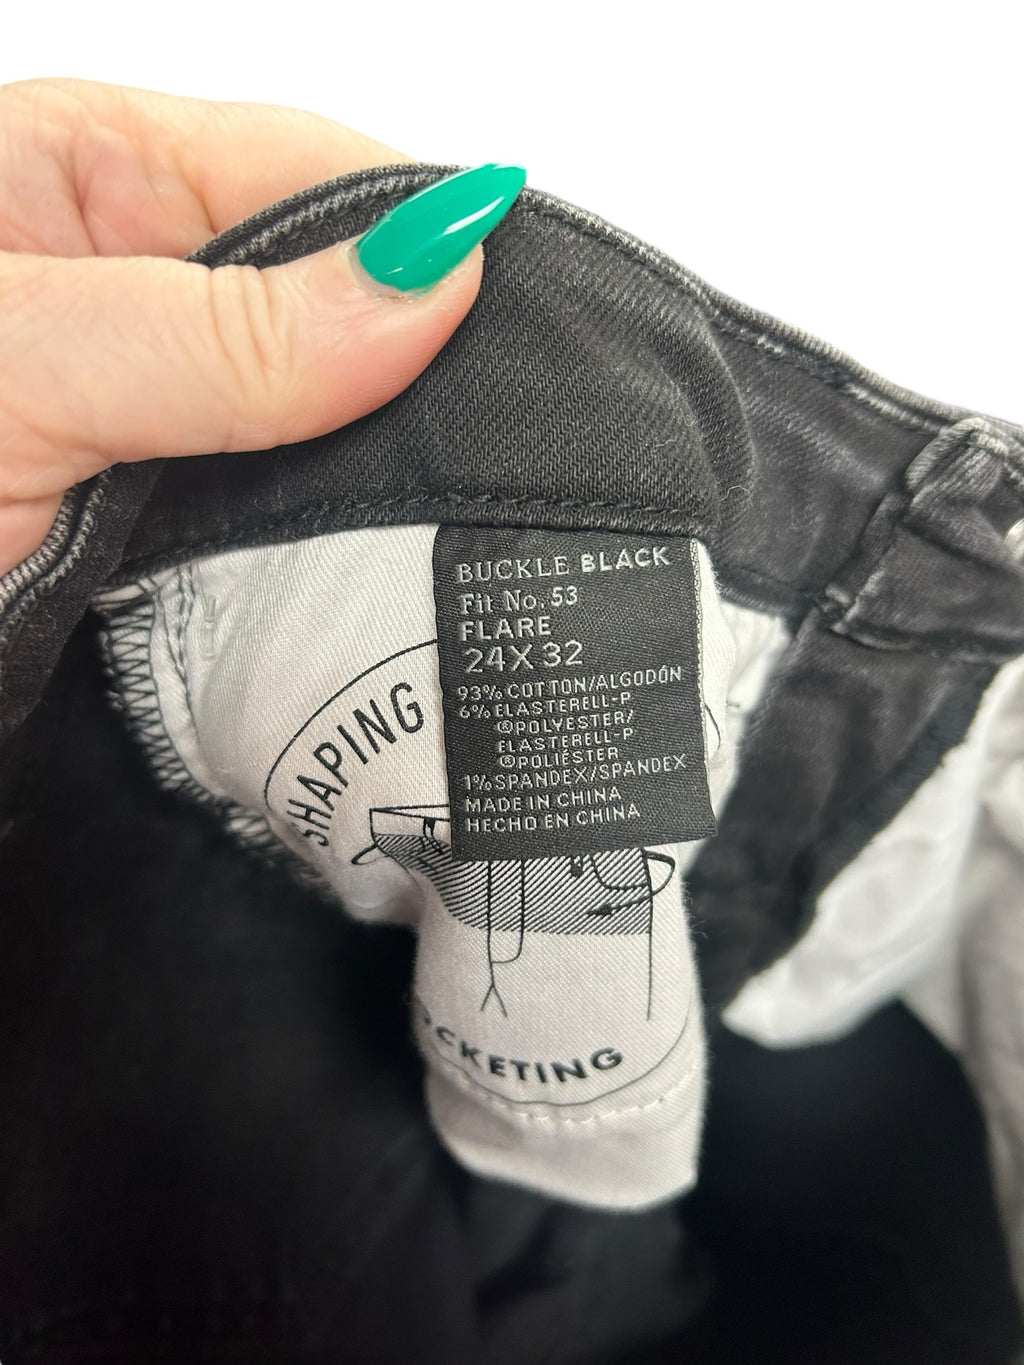 BUCKLE BLACK
Fit No. 53
FLARE
24X32
93% COTTON/ALGODÓN
6% ELASTERELL-P
®POLYESTER/
ELASTERELL-P
®POLIÉSTER
1% SPANDEX/SPANDEX
MADE IN CHINA
HECHO EN CHINA
SHAPING
OCKETING